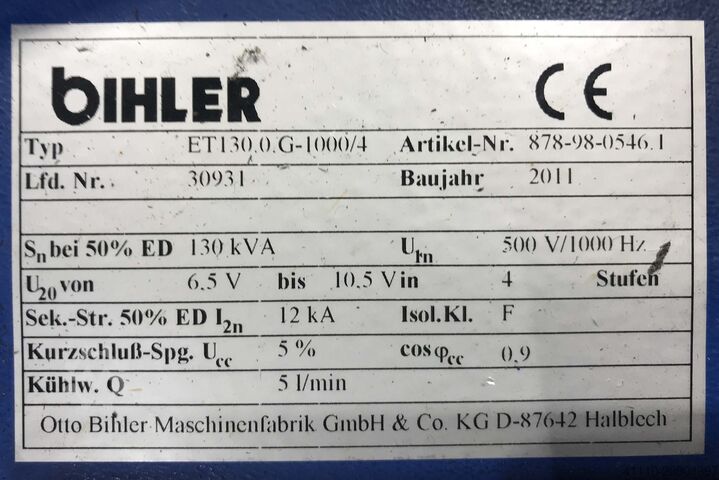 BIHLER CE
Typ ET130.0.G-1000/4 Artikel-Nr. 878-98-0546.1
Lfd. Nr. 30931 Baujahr 2011
Sn bei 50% ED 130 kVA U1n 500 V/1000 Hz
U20 von 6.5 V bis 10.5 V in 4 Stufen
Sek.-Str. 50% ED I2n 12 kA Isol.Kl. F
Kurzschluß-Spg. Ucc 5 % cosφcc 0.9
Kühlw. Q 5 l/min
Otto Bihler Maschinenfabrik GmbH & Co. KG D-87642 Halblech